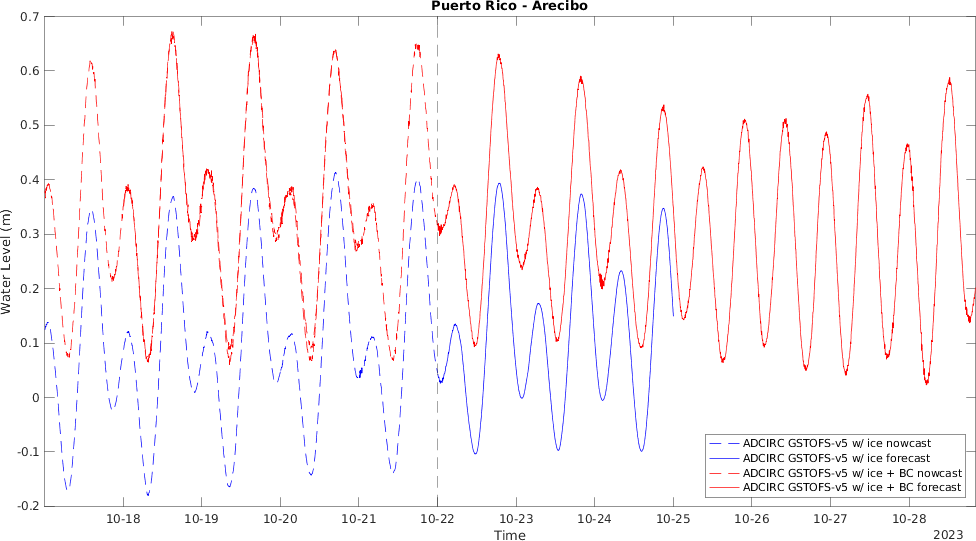 Puerto Rico - Arecibo
0.7
0.6
0.5
0.4
0.3
0.2
0.1
0
-0.1
-0.2
Water Level (m)
ADCIRC GSTOFS-v5 w/ ice nowcast
ADCIRC GSTOFS-v5 w/ ice forecast
ADCIRC GSTOFS-v5 w/ ice + BC nowcast
ADCIRC GSTOFS-v5 w/ ice + BC forecast
10-18 10-19 10-20 10-21 10-22 10-23 10-24 10-25 10-26 10-27 10-28
Time
2023